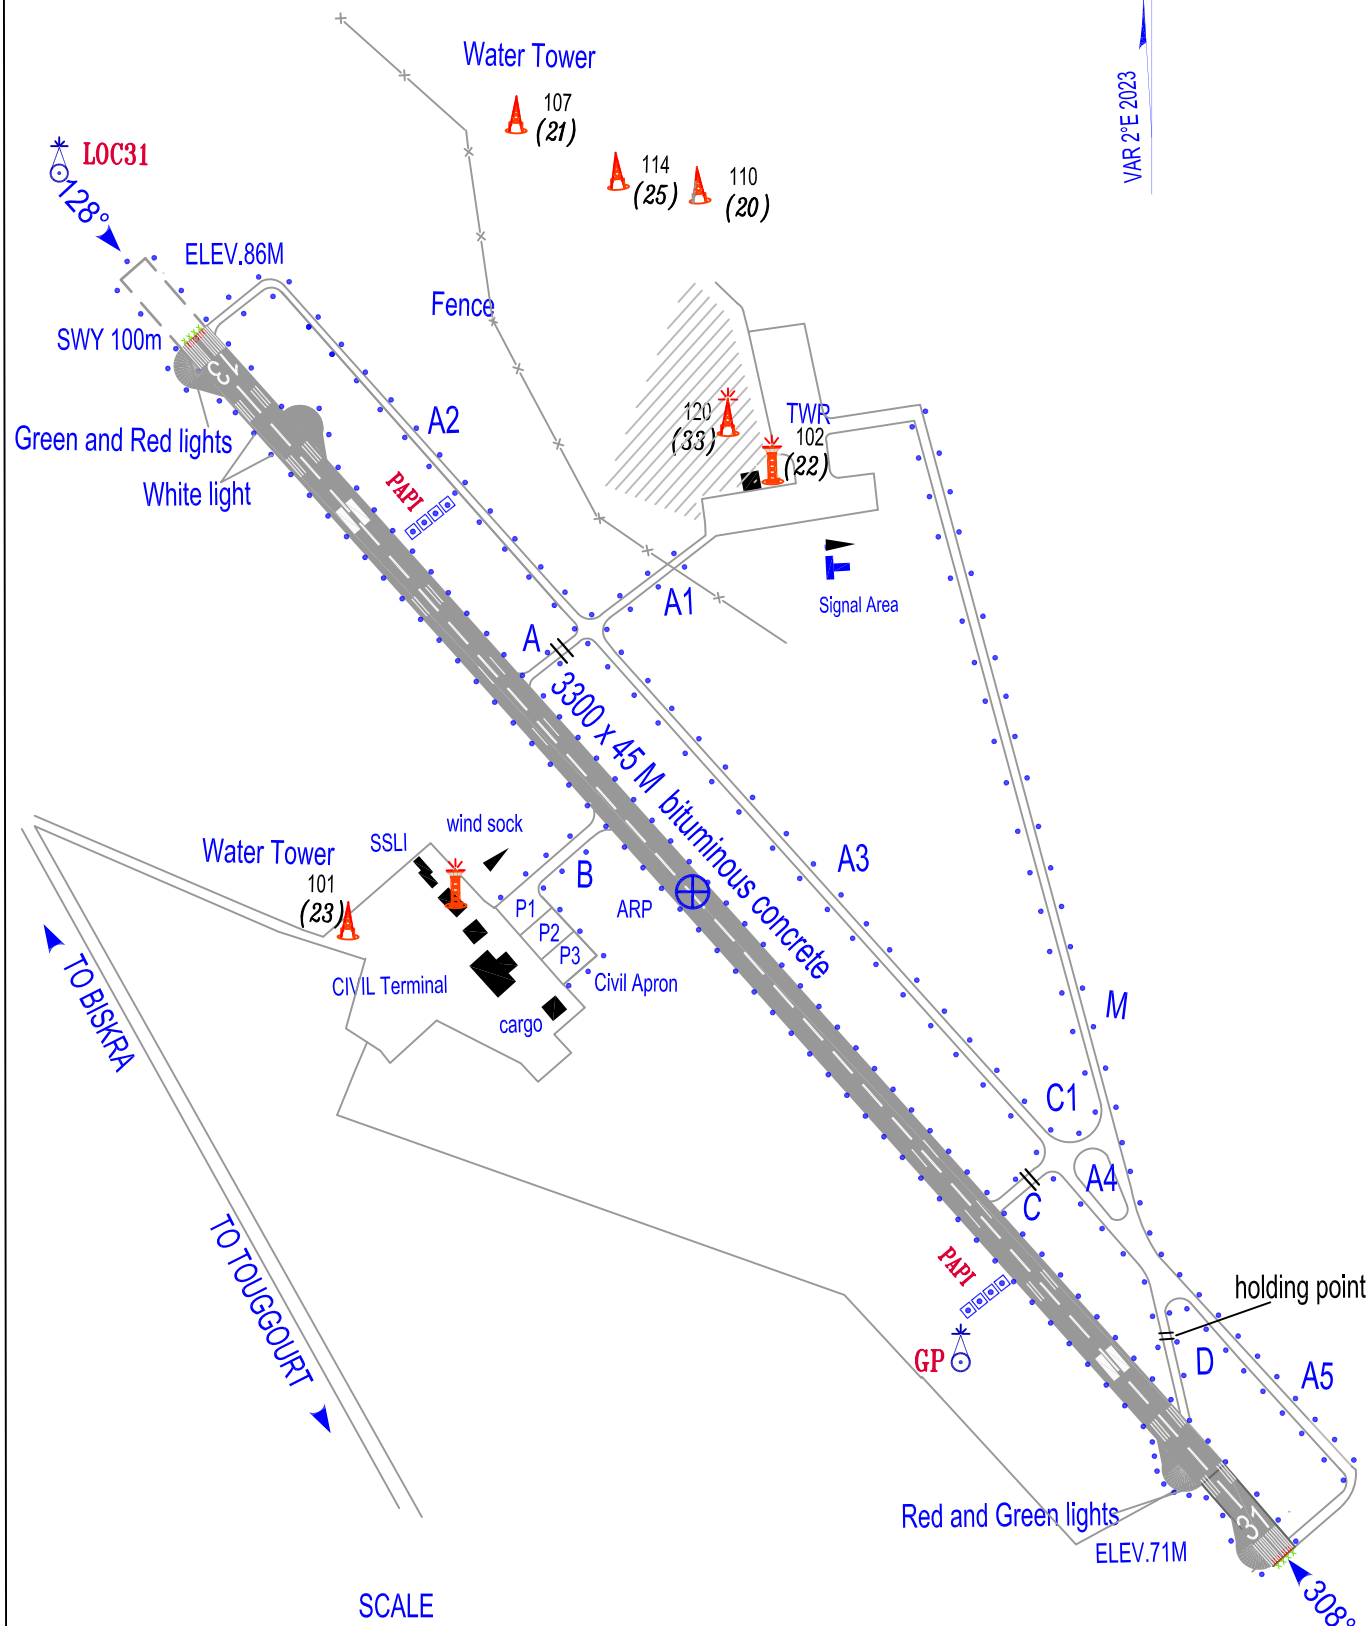 VAR 2°E 2023
Water Tower
107
(21)
114
(25)
110
(20)
LOC31
128°
ELEV.86M
SWY 100m
Fence
13
A2
Green and Red lights
White light
PAPI
120
(33)
TWR
102
(22)
Signal Area
A1
A
3300 x 45 M bituminous concrete
wind sock
SSLI
Water Tower
101
(23)
B
A3
P1
P2
P3
ARP
CIVIL Terminal
Civil Apron
cargo
TO BISKRA
M
C1
A4
C
TO TOUGGOURT
PAPI
holding point
GP
D
A5
Red and Green lights
31
ELEV.71M
308°
SCALE